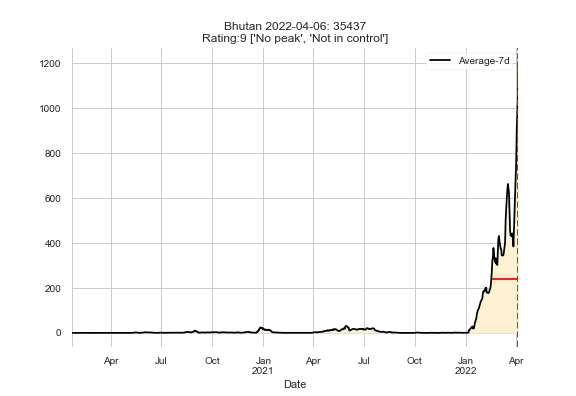 Bhutan 2022-04-06: 35437
Rating:9 ['No peak', 'Not in control']
Average-7d
1200
1000
800
600
400
200
0
Apr Jul Oct Jan Apr Jul Oct Jan Apr
2021 2022
Date